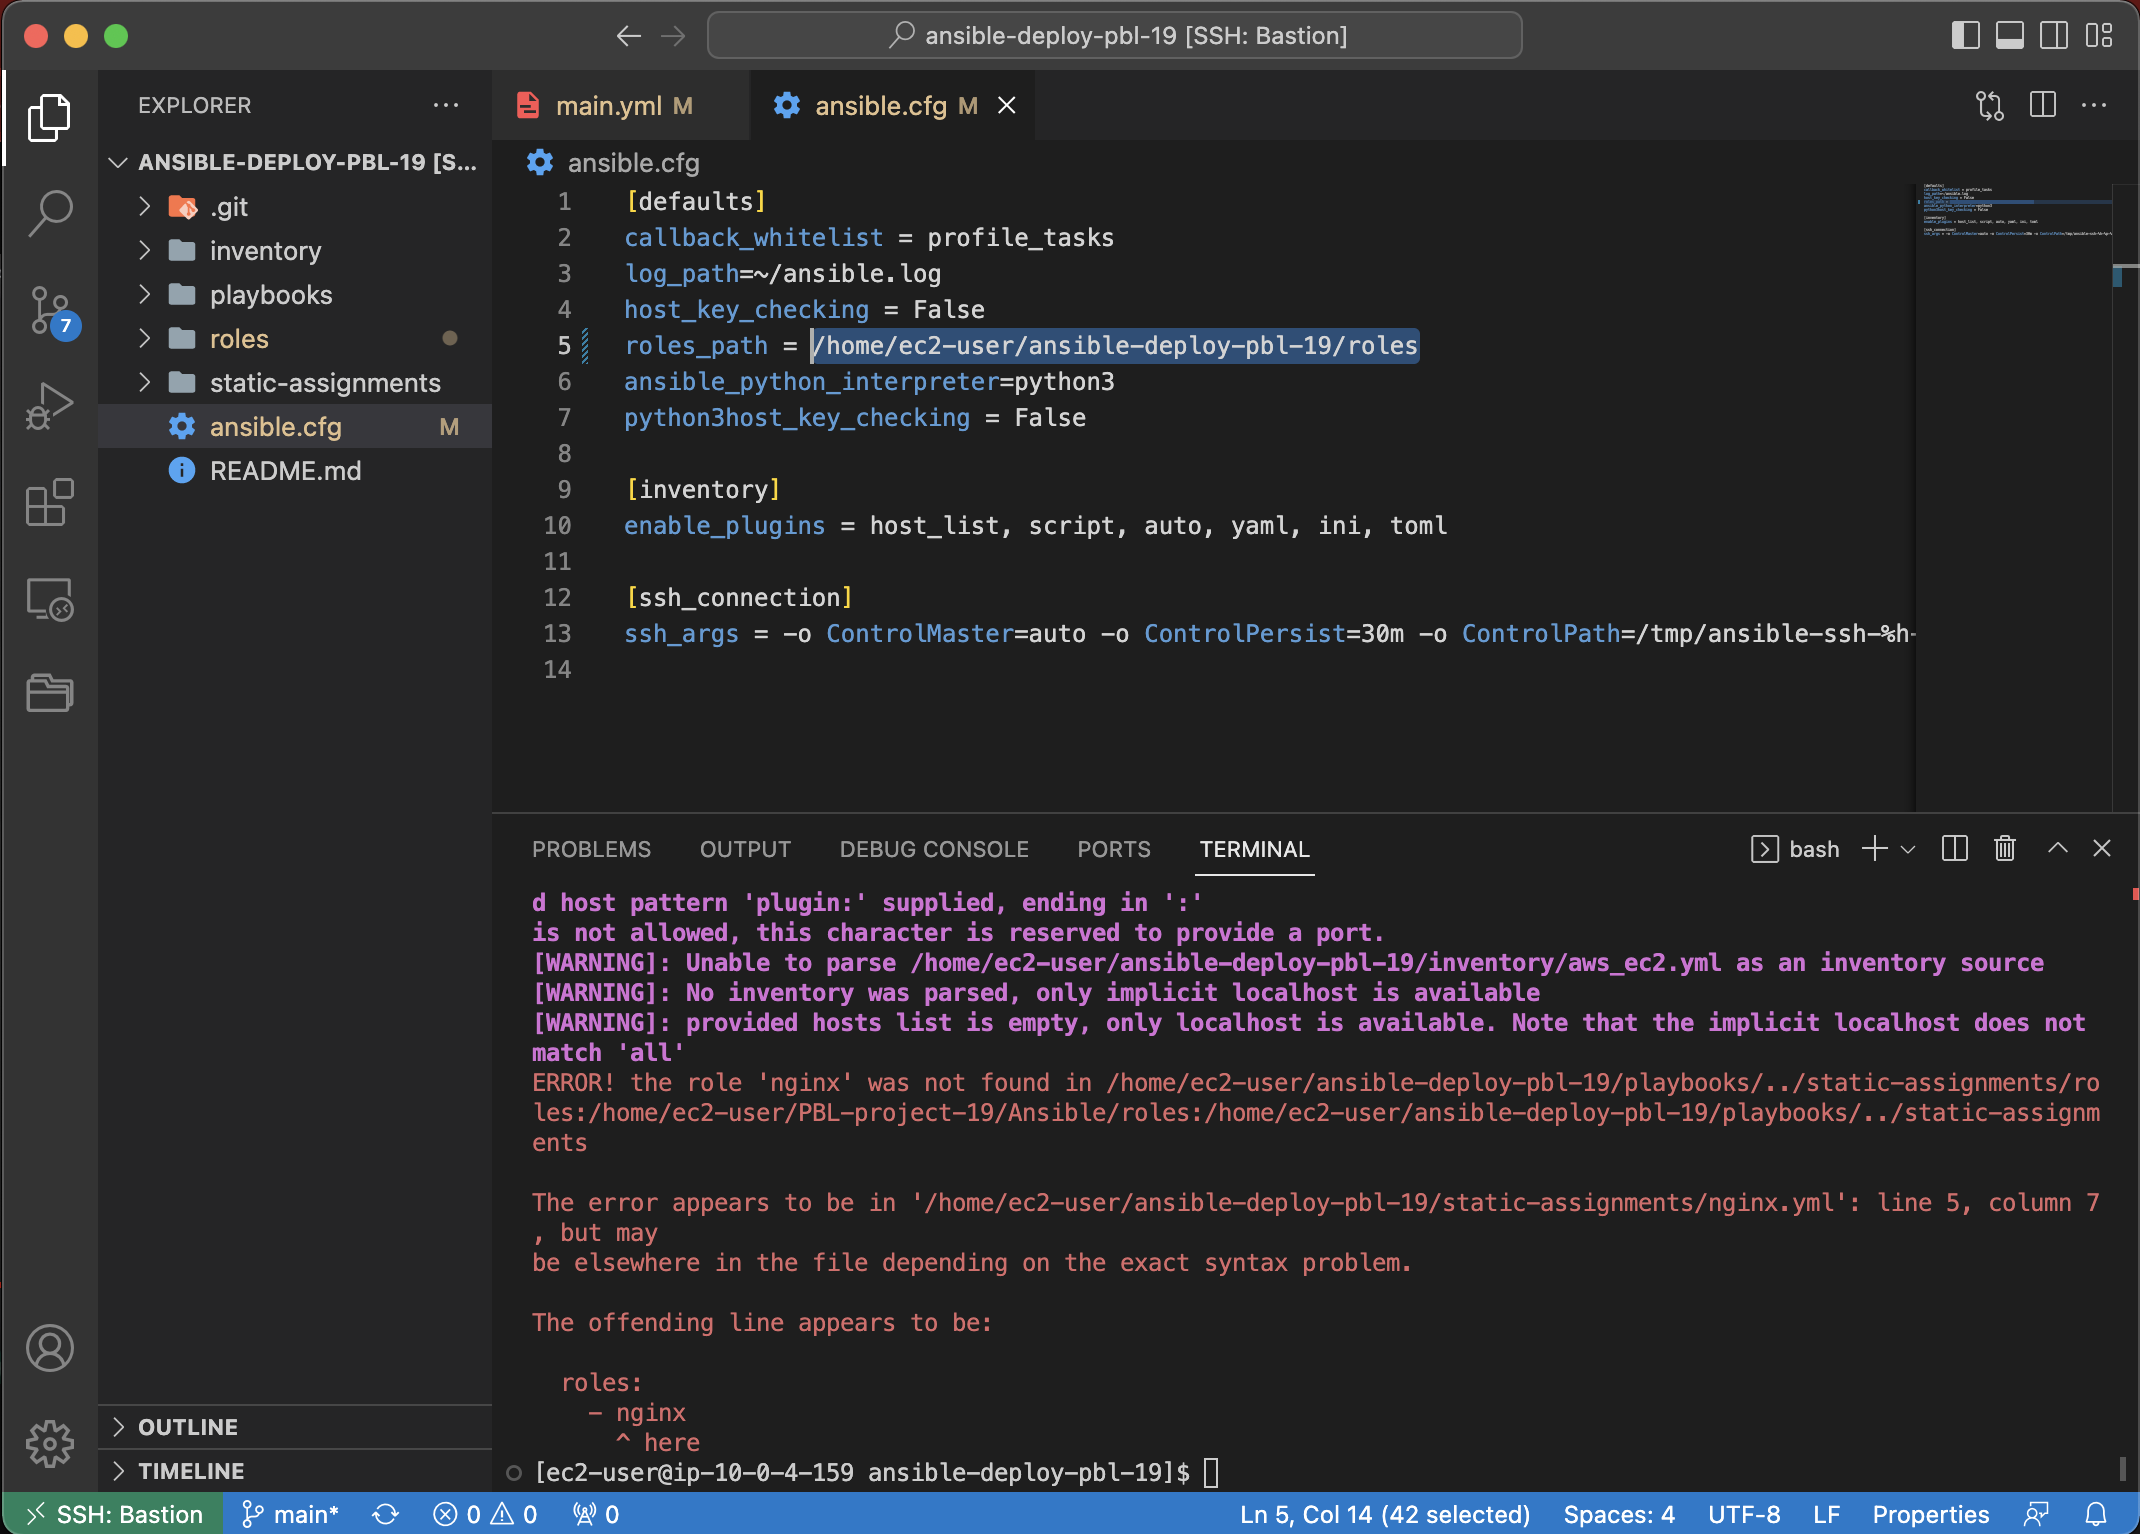 ansible-deploy-pbl-19 [SSH: Bastion]
EXPLORER
main.yml M
ansible.cfg M
ANSIBLE-DEPLOY-PBL-19 [S...
.git
inventory
playbooks
roles
static-assignments
ansible.cfg M
README.md
7
OUTLINE
TIMELINE
ansible.cfg
1 [defaults]
2 callback_whitelist = profile_tasks
3 log_path=~/ansible.log
4 host_key_checking = False
5 roles_path = /home/ec2-user/ansible-deploy-pbl-19/roles
6 ansible_python_interpreter=python3
7 python3host_key_checking = False
8
9 [inventory]
10 enable_plugins = host_list, script, auto, yaml, ini, toml
11
12 [ssh_connection]
13 ssh_args = -o ControlMaster=auto -o ControlPersist=30m -o ControlPath=/tmp/ansible-ssh-%h-
14
PROBLEMS OUTPUT DEBUG CONSOLE PORTS TERMINAL bash
d host pattern 'plugin:' supplied, ending in ':'
is not allowed, this character is reserved to provide a port.
[WARNING]: Unable to parse /home/ec2-user/ansible-deploy-pbl-19/inventory/aws_ec2.yml as an inventory source
[WARNING]: No inventory was parsed, only implicit localhost is available
[WARNING]: provided hosts list is empty, only localhost is available. Note that the implicit localhost does not
match 'all'
ERROR! the role 'nginx' was not found in /home/ec2-user/ansible-deploy-pbl-19/playbooks/../static-assignments/ro
les:/home/ec2-user/PBL-project-19/Ansible/roles:/home/ec2-user/ansible-deploy-pbl-19/playbooks/../static-assignm
ents
The error appears to be in '/home/ec2-user/ansible-deploy-pbl-19/static-assignments/nginx.yml': line 5, column 7
, but may
be elsewhere in the file depending on the exact syntax problem.
The offending line appears to be:
roles:
- nginx
^ here
[ec2-user@ip-10-0-4-159 ansible-deploy-pbl-19]$
SSH: Bastion main* 0 0 0 Ln 5, Col 14 (42 selected) Spaces: 4 UTF-8 LF Properties